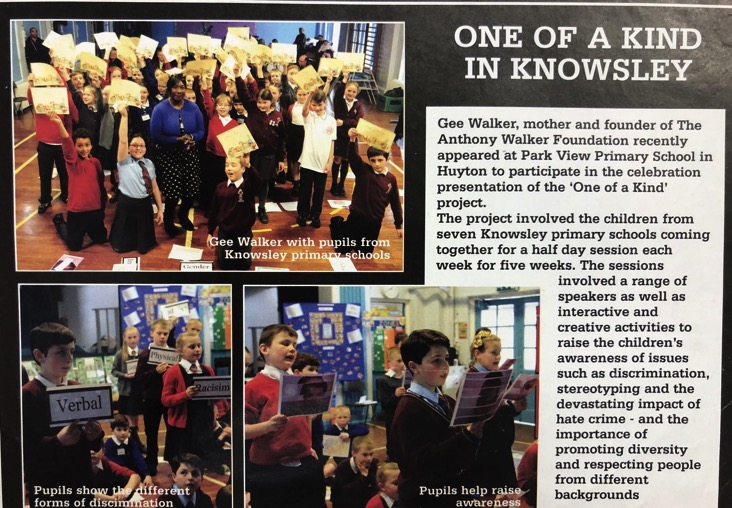 ONE OF A KIND
IN KNOWSLEY
Gee Walker, mother and founder of The
Anthony Walker Foundation recently
appeared at Park View Primary School in
Huyton to participate in the celebration
presentation of the ‘One of a Kind’
project.
The project involved the children from
seven Knowsley primary schools coming
together for a half day session each
week for five weeks. The sessions
involved a range of
speakers as well as
interactive and
creative activities to
raise the children's
awareness of issues
such as discrimination,
stereotyping and the
devastating impact of
hate crime - and the
importance of
promoting diversity
and respecting people
from different
backgrounds
Gee Walker with pupils from
Knowsley primary schools
Gender
Verbal
Physical
Racism
Pupils show the different
forms of discimination
Pupils help raise
awareness